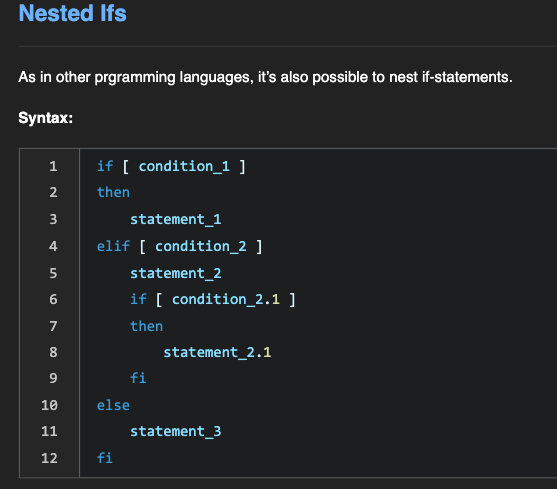 Nested Ifs
As in other prgramming languages, it's also possible to nest if-statements.
Syntax:
1 if [ condition_1 ]
2 then
3 statement_1
4 elif [ condition_2 ]
5 statement_2
6 if [ condition_2.1 ]
7 then
8 statement_2.1
9 fi
10 else
11 statement_3
12 fi